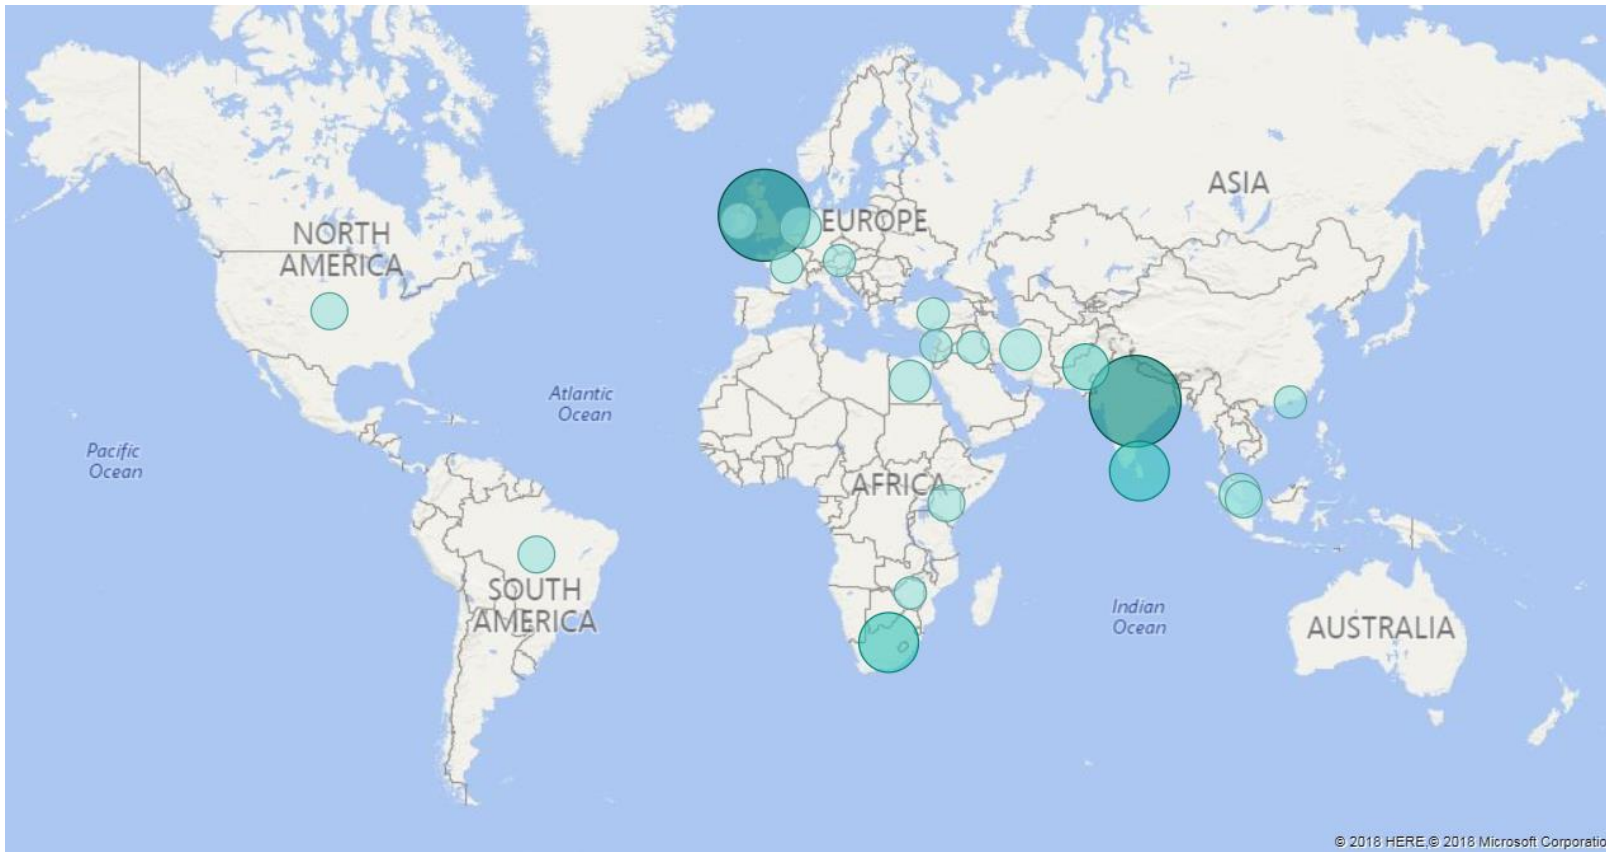 ASIA
NORTH
AMERICA
EUROPE
Atlantic
Ocean
Pacific
Ocean
AFRICA
SOUTH
AMERICA
Indian
Ocean
AUSTRALIA
© 2018 HERE,© 2018 Microsoft Corporatio